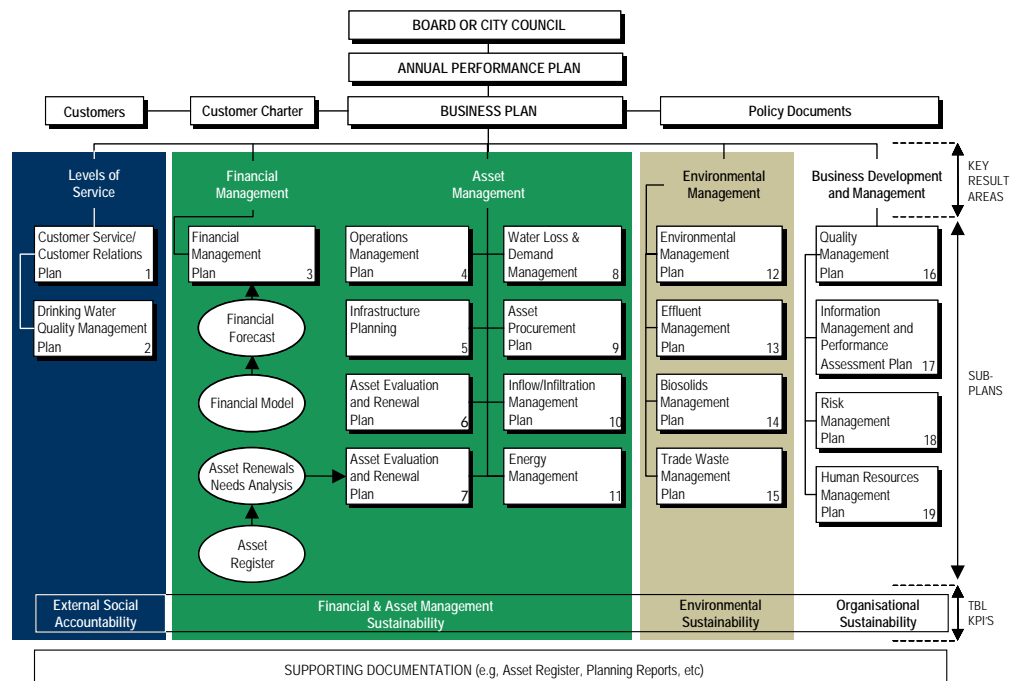 BOARD OR CITY COUNCIL
ANNUAL PERFORMANCE PLAN
Customers
Customer Charter
BUSINESS PLAN
Policy Documents
Levels of
Service
Financial
Management
Asset
Management
Environmental
Management
Business Development
and Management
KEY
RESULT
AREAS
Customer Service/
Customer Relations
Plan 1
Drinking Water
Quality Management
Plan 2
Financial
Management
Plan 3
Financial
Forecast
Financial Model
Asset Renewals
Needs Analysis
Asset
Register
Operations
Management
Plan 4
Infrastructure
Planning
5
Asset Evaluation
and Renewal
Plan 6
Asset Evaluation
and Renewal
Plan 7
Water Loss &
Demand
Management 8
Asset
Procurement
Plan 9
Inflow/Infiltration
Management
Plan 10
Energy
Management
11
Environmental
Management
Plan 12
Effluent
Management
Plan 13
Biosolids
Management
Plan 14
Trade Waste
Management
Plan 15
Quality
Management
Plan 16
Information
Management and
Performance
Assessment Plan 17
Risk
Management
Plan 18
Human Resources
Management
Plan 19
SUB-
PLANS
External Social
Accountability
Financial & Asset Management
Sustainability
Environmental
Sustainability
Organisational
Sustainability
TBL
KPI'S
SUPPORTING DOCUMENTATION (e.g, Asset Register, Planning Reports, etc)